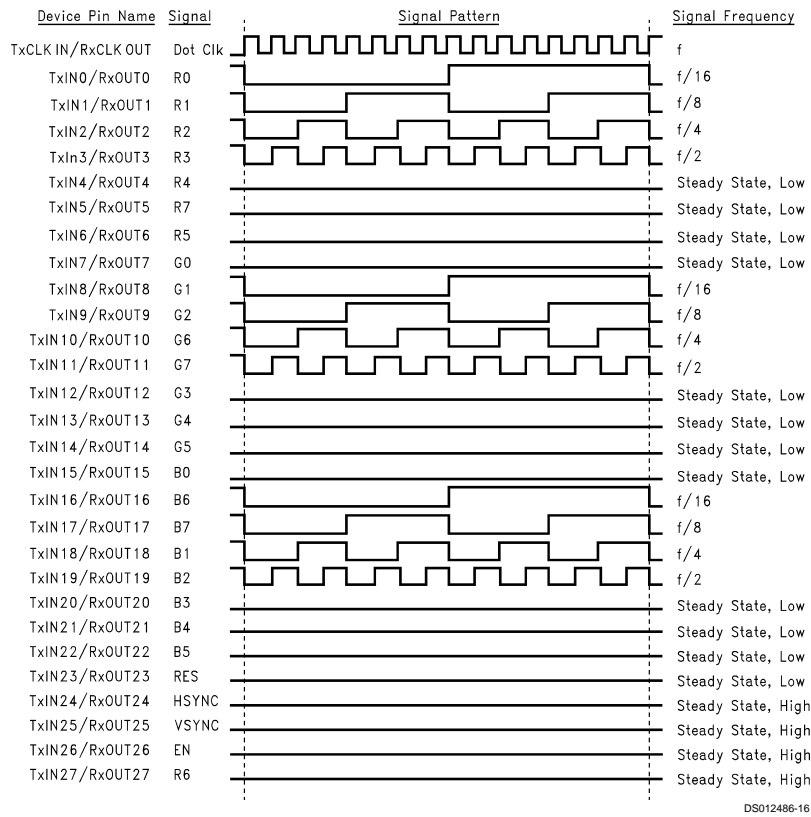 Device Pin Name Signal Signal Pattern Signal Frequency
TxCLK IN/RxCLK OUT Dot Clk f
TxIN0/RxOUT0 R0 f/16
TxIN1/RxOUT1 R1 f/8
TxIN2/RxOUT2 R2 f/4
TxIn3/RxOUT3 R3 f/2
TxIN4/RxOUT4 R4 Steady State, Low
TxIN5/RxOUT5 R7 Steady State, Low
TxIN6/RxOUT6 R5 Steady State, Low
TxIN7/RxOUT7 G0 Steady State, Low
TxIN8/RxOUT8 G1 f/16
TxIN9/RxOUT9 G2 f/8
TxIN10/RxOUT10 G6 f/4
TxIN11/RxOUT11 G7 f/2
TxIN12/RxOUT12 G3 Steady State, Low
TxIN13/RxOUT13 G4 Steady State, Low
TxIN14/RxOUT14 G5 Steady State, Low
TxIN15/RxOUT15 B0 Steady State, Low
TxIN16/RxOUT16 B6 f/16
TxIN17/RxOUT17 B7 f/8
TxIN18/RxOUT18 B1 f/4
TxIN19/RxOUT19 B2 f/2
TxIN20/RxOUT20 B3 Steady State, Low
TxIN21/RxOUT21 B4 Steady State, Low
TxIN22/RxOUT22 B5 Steady State, Low
TxIN23/RxOUT23 RES Steady State, Low
TxIN24/RxOUT24 HSYNC Steady State, High
TxIN25/RxOUT25 VSYNC Steady State, High
TxIN26/RxOUT26 EN Steady State, High
TxIN27/RxOUT27 R6 Steady State, High
DS012486-16